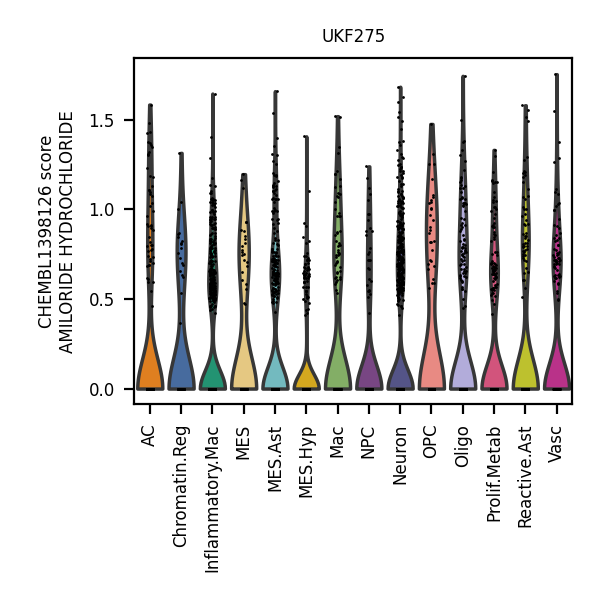 UKF275
CHEMBL1398126 score
AMILORIDE HYDROCHLORIDE
1.5
1.0
0.5
0.0
AC
Chromatin.Reg
Inflammatory.Mac
MES
MES.Ast
MES.Hyp
Mac
NPC
Neuron
OPC
Oligo
Prolif.Metab
Reactive.Ast
Vasc